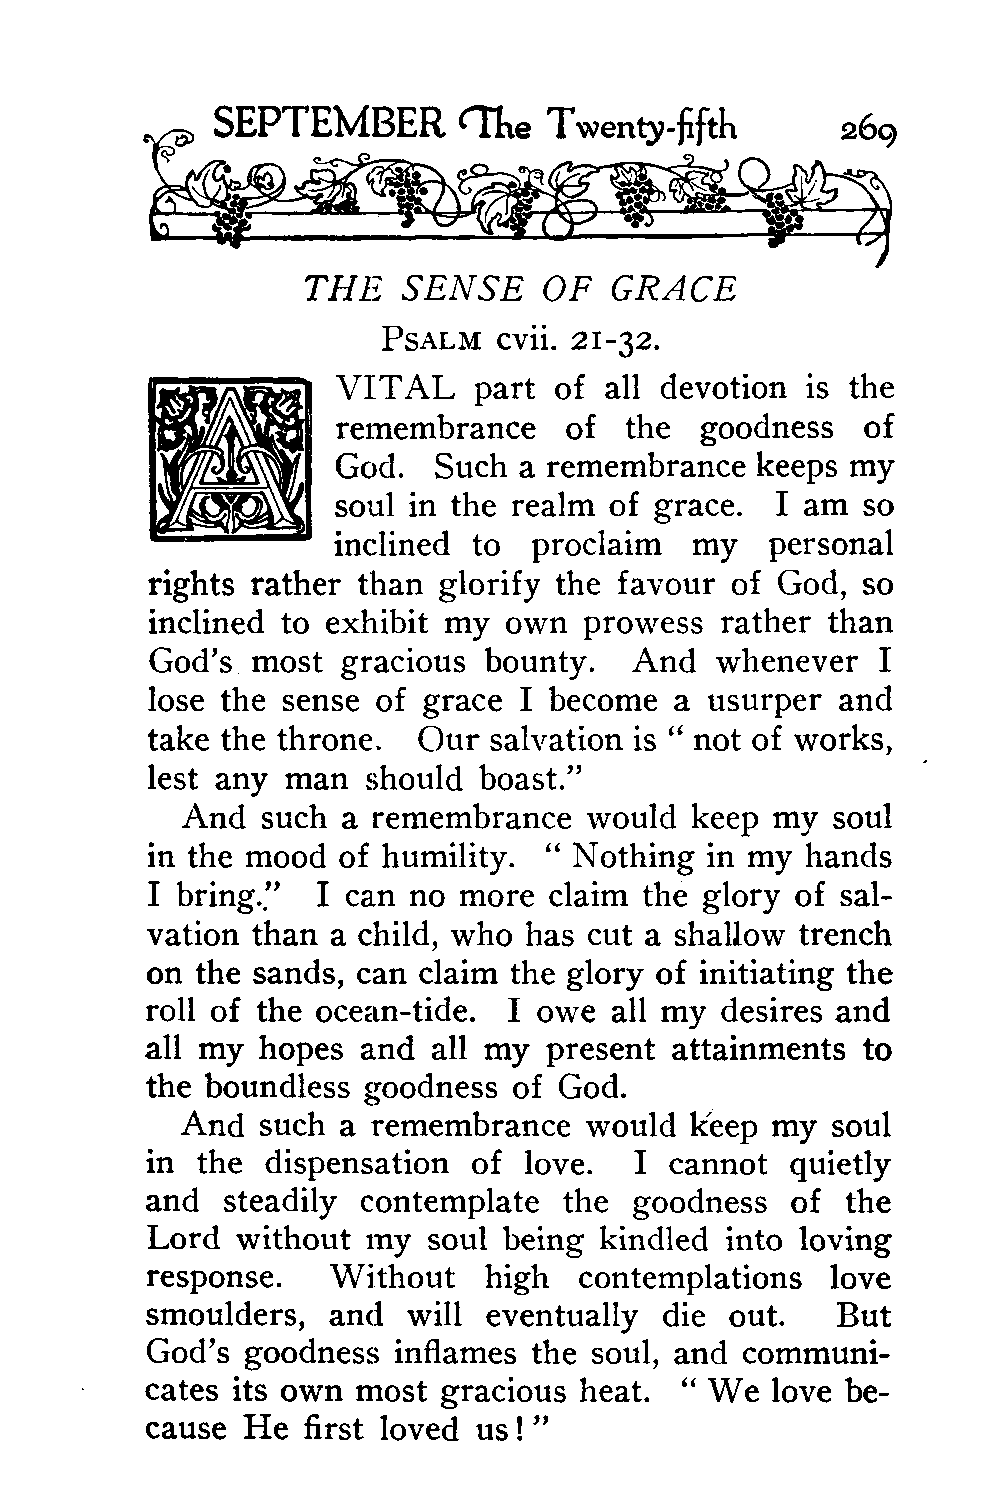 SEPTEMBER The Twenty-fifth 269
THE SENSE OF GRACE
PSALM cvii. 21-32.
A VITAL part of all devotion is the
remembrance of the goodness of
God. Such a remembrance keeps my
soul in the realm of grace. I am so
inclined to proclaim my personal
rights rather than glorify the favour of God, so
inclined to exhibit my own prowess rather than
God's most gracious bounty. And whenever I
lose the sense of grace I become a usurper and
take the throne. Our salvation is " not of works,
lest any man should boast."
And such a remembrance would keep my soul
in the mood of humility. " Nothing in my hands
I bring." I can no more claim the glory of sal-
vation than a child, who has cut a shallow trench
on the sands, can claim the glory of initiating the
roll of the ocean-tide. I owe all my desires and
all my hopes and all my present attainments to
the boundless goodness of God.
And such a remembrance would keep my soul
in the dispensation of love. I cannot quietly
and steadily contemplate the goodness of the
Lord without my soul being kindled into loving
response. Without high contemplations love
smoulders, and will eventually die out. But
God's goodness inflames the soul, and communi-
cates its own most gracious heat. " We love be-
cause He first loved us! "